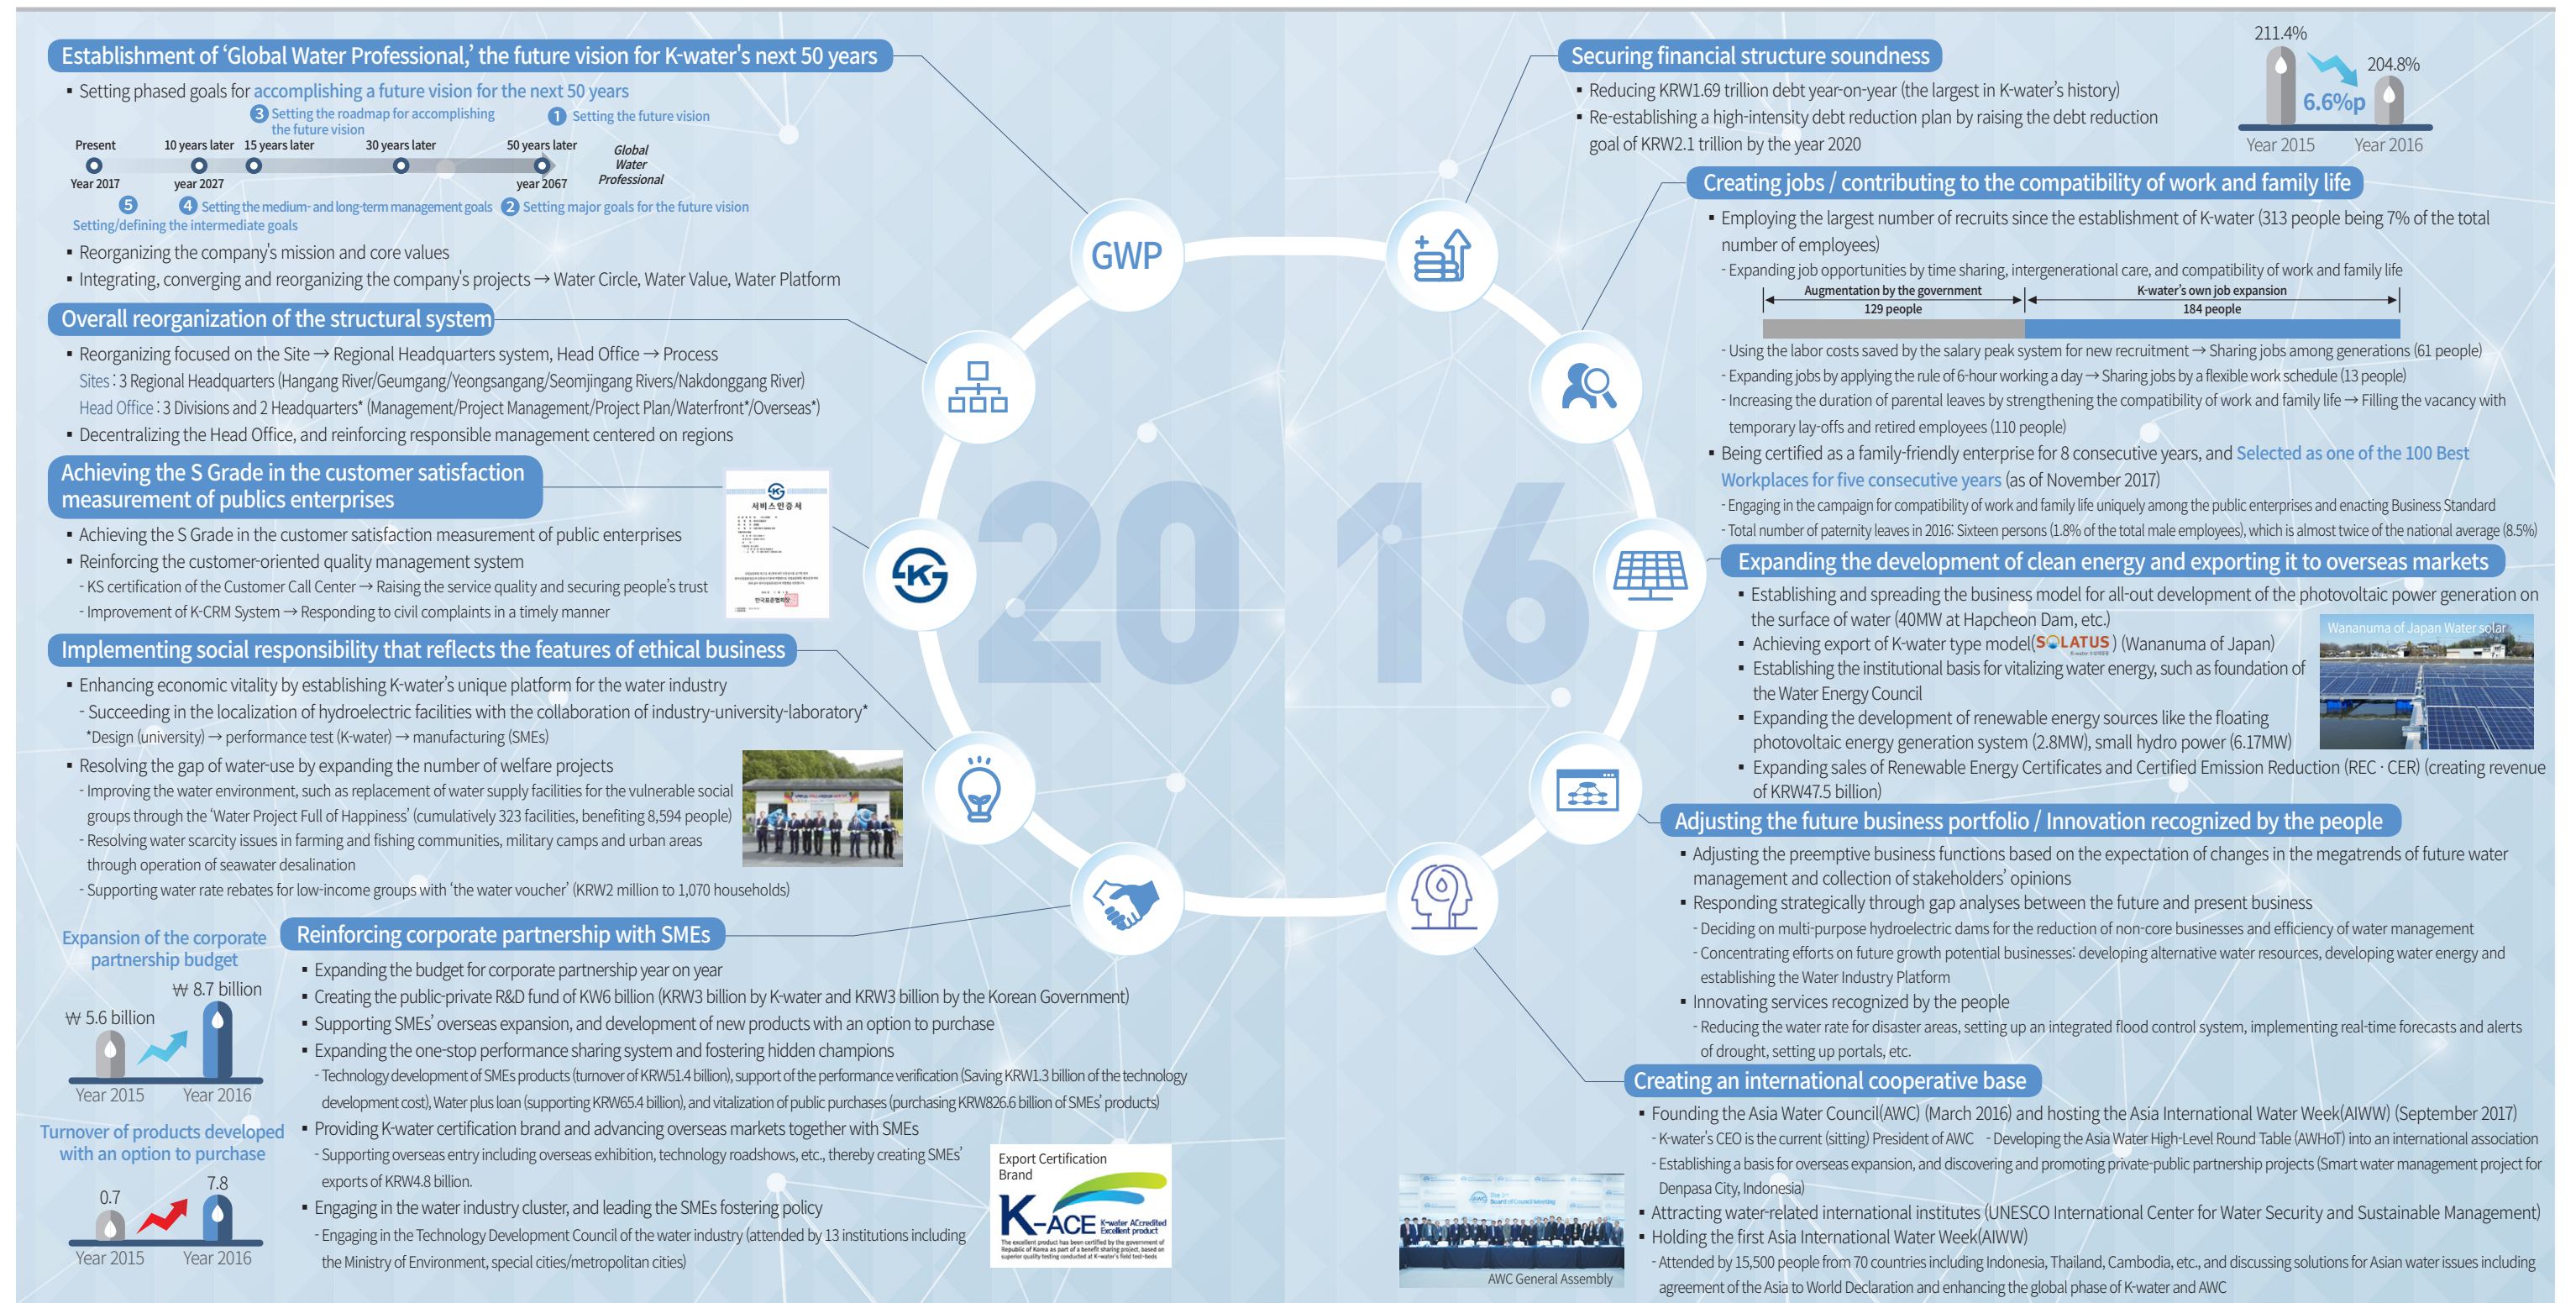 Establishment of ‘Global Water Professional,’ the future vision for K-water's next 50 years
▪ Setting phased goals for accomplishing a future vision for the next 50 years
3 Setting the roadmap for accomplishing
the future vision
1 Setting the future vision
Present
10 years later
15 years later
30 years later
50 years later
Global
Water
Professional
Year 2017
year 2027
year 2067
5
Setting/defining the intermediate goals
4 Setting the medium- and long-term management goals
2 Setting major goals for the future vision
▪ Reorganizing the company's mission and core values
▪ Integrating, converging and reorganizing the company's projects → Water Circle, Water Value, Water Platform
Overall reorganization of the structural system
▪ Reorganizing focused on the Site → Regional Headquarters system, Head Office → Process
Sites : 3 Regional Headquarters (Hangang River/Geumgang/Yeongsangang/Seomjingang Rivers/Nakdonggang River)
Head Office : 3 Divisions and 2 Headquarters* (Management/Project Management/Project Plan/Waterfront*/Overseas*)
▪ Decentralizing the Head Office, and reinforcing responsible management centered on regions
Achieving the S Grade in the customer satisfaction
measurement of publics enterprises
▪ Achieving the S Grade in the customer satisfaction measurement of public enterprises
▪ Reinforcing the customer-oriented quality management system
- KS certification of the Customer Call Center → Raising the service quality and securing people’s trust
- Improvement of K-CRM System → Responding to civil complaints in a timely manner
서비스인증서
한국표준협회장
Implementing social responsibility that reflects the features of ethical business
▪ Enhancing economic vitality by establishing K-water’s unique platform for the water industry
- Succeeding in the localization of hydroelectric facilities with the collaboration of industry-university-laboratory*
*Design (university) → performance test (K-water) → manufacturing (SMEs)
▪ Resolving the gap of water-use by expanding the number of welfare projects
- Improving the water environment, such as replacement of water supply facilities for the vulnerable social
groups through the ‘Water Project Full of Happiness’ (cumulatively 323 facilities, benefiting 8,594 people)
- Resolving water scarcity issues in farming and fishing communities, military camps and urban areas
through operation of seawater desalination
- Supporting water rate rebates for low-income groups with ‘the water voucher’ (KRW2 million to 1,070 households)
Expansion of the corporate
partnership budget
₩ 5.6 billion
₩ 8.7 billion
Year 2015
Year 2016
Turnover of products developed
with an option to purchase
0.7
7.8
Year 2015
Year 2016
Reinforcing corporate partnership with SMEs
▪ Expanding the budget for corporate partnership year on year
▪ Creating the public-private R&D fund of KW6 billion (KRW3 billion by K-water and KRW3 billion by the Korean Government)
▪ Supporting SMEs’ overseas expansion, and development of new products with an option to purchase
▪ Expanding the one-stop performance sharing system and fostering hidden champions
- Technology development of SMEs products (turnover of KRW51.4 billion), support of the performance verification (Saving KRW1.3 billion of the technology
development cost), Water plus loan (supporting KRW65.4 billion), and vitalization of public purchases (purchasing KRW826.6 billion of SMEs’ products)
▪ Providing K-water certification brand and advancing overseas markets together with SMEs
- Supporting overseas entry including overseas exhibition, technology roadshows, etc., thereby creating SMEs’
exports of KRW4.8 billion.
▪ Engaging in the water industry cluster, and leading the SMEs fostering policy
- Engaging in the Technology Development Council of the water industry (attended by 13 institutions including
the Ministry of Environment, special cities/metropolitan cities)
Export Certification
Brand
K-ACE K-water ACcredited
Excellent product
The excellent product has been certified by the government of
Republic of Korea as part of a benefit sharing project, based on
superior quality testing conducted at K-water’s field test-beds
GWP
2016
Securing financial structure soundness
▪ Reducing KRW1.69 trillion debt year-on-year (the largest in K-water’s history)
▪ Re-establishing a high-intensity debt reduction plan by raising the debt reduction
goal of KRW2.1 trillion by the year 2020
211.4%
204.8%
6.6%p
Year 2015
Year 2016
Creating jobs / contributing to the compatibility of work and family life
▪ Employing the largest number of recruits since the establishment of K-water (313 people being 7% of the total
number of employees)
- Expanding job opportunities by time sharing, intergenerational care, and compatibility of work and family life
Augmentation by the government
K-water’s own job expansion
129 people
184 people
- Using the labor costs saved by the salary peak system for new recruitment → Sharing jobs among generations (61 people)
- Expanding jobs by applying the rule of 6-hour working a day → Sharing jobs by a flexible work schedule (13 people)
- Increasing the duration of parental leaves by strengthening the compatibility of work and family life → Filling the vacancy with
temporary lay-offs and retired employees (110 people)
▪ Being certified as a family-friendly enterprise for 8 consecutive years, and Selected as one of the 100 Best
Workplaces for five consecutive years (as of November 2017)
- Engaging in the campaign for compatibility of work and family life uniquely among the public enterprises and enacting Business Standard
- Total number of paternity leaves in 2016: Sixteen persons (1.8% of the total male employees), which is almost twice of the national average (8.5%)
Expanding the development of clean energy and exporting it to overseas markets
▪ Establishing and spreading the business model for all-out development of the photovoltaic power generation on
the surface of water (40MW at Hapcheon Dam, etc.)
▪ Achieving export of K-water type model(SOLATUS) (Wananuma of Japan)
▪ Establishing the institutional basis for vitalizing water energy, such as foundation of
the Water Energy Council
▪ Expanding the development of renewable energy sources like the floating
photovoltaic energy generation system (2.8MW), small hydro power (6.17MW)
▪ Expanding sales of Renewable Energy Certificates and Certified Emission Reduction (REC · CER) (creating revenue
of KRW47.5 billion)
Wananuma of Japan Water solar
Adjusting the future business portfolio / Innovation recognized by the people
▪ Adjusting the preemptive business functions based on the expectation of changes in the megatrends of future water
management and collection of stakeholders’ opinions
▪ Responding strategically through gap analyses between the future and present business
- Deciding on multi-purpose hydroelectric dams for the reduction of non-core businesses and efficiency of water management
- Concentrating efforts on future growth potential businesses: developing alternative water resources, developing water energy and
establishing the Water Industry Platform
▪ Innovating services recognized by the people
- Reducing the water rate for disaster areas, setting up an integrated flood control system, implementing real-time forecasts and alerts
of drought, setting up portals, etc.
Creating an international cooperative base
▪ Founding the Asia Water Council(AWC) (March 2016) and hosting the Asia International Water Week(AIWW) (September 2017)
- K-water's CEO is the current (sitting) President of AWC - Developing the Asia Water High-Level Round Table (AWHoT) into an international association
- Establishing a basis for overseas expansion, and discovering and promoting private-public partnership projects (Smart water management project for
Denpasa City, Indonesia)
▪ Attracting water-related international institutes (UNESCO International Center for Water Security and Sustainable Management)
▪ Holding the first Asia International Water Week(AIWW)
- Attended by 15,500 people from 70 countries including Indonesia, Thailand, Cambodia, etc., and discussing solutions for Asian water issues including
agreement of the Asia to World Declaration and enhancing the global phase of K-water and AWC
Board of Council Meeting
AWC General Assembly